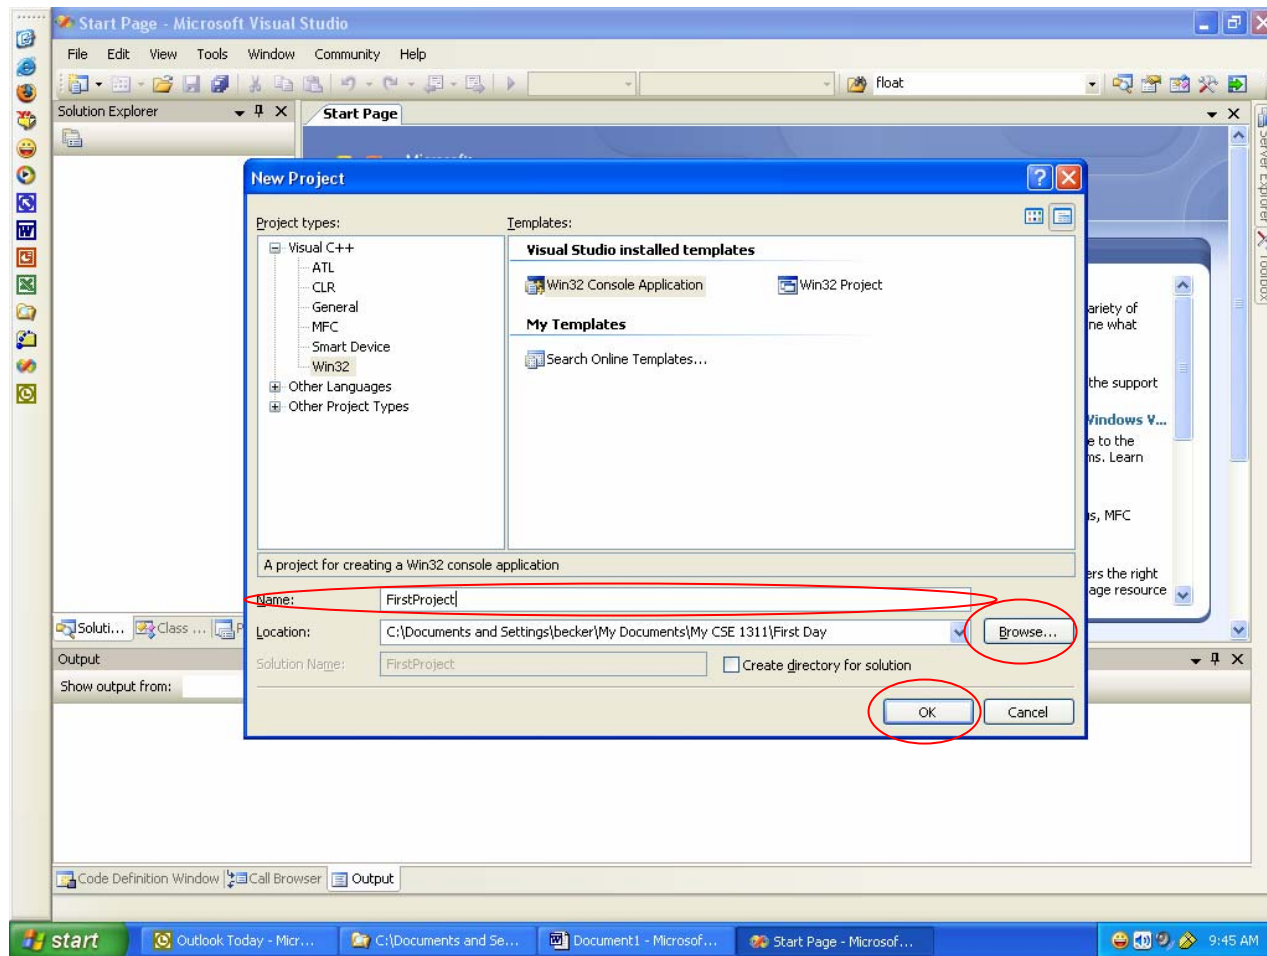 Start Page - Microsoft Visual Studio
File Edit View Tools Window Community Help
float
Solution Explorer
Start Page
Server Explorer
Toolbox
New Project
Project types:
Templates:
Visual C++
ATL
CLR
General
MFC
Smart Device
Win32
Other Languages
Other Project Types
Visual Studio installed templates
Win32 Console Application
Win32 Project
My Templates
Search Online Templates...
ariety of
ne what
the support
Windows V...
e to the
ms. Learn
s, MFC
ers the right
age resource
A project for creating a Win32 console application
Name:
FirstProject
Location:
C:\Documents and Settings\becker\My Documents\My CSE 1311\First Day
Browse...
Solution Name:
FirstProject
Create directory for solution
OK
Cancel
Soluti...
Class ...
P
Output
Show output from:
Code Definition Window
Call Browser
Output
start
Outlook Today - Micr...
C:\Documents and Se...
Document1 - Microsof...
Start Page - Microsof...
9:45 AM